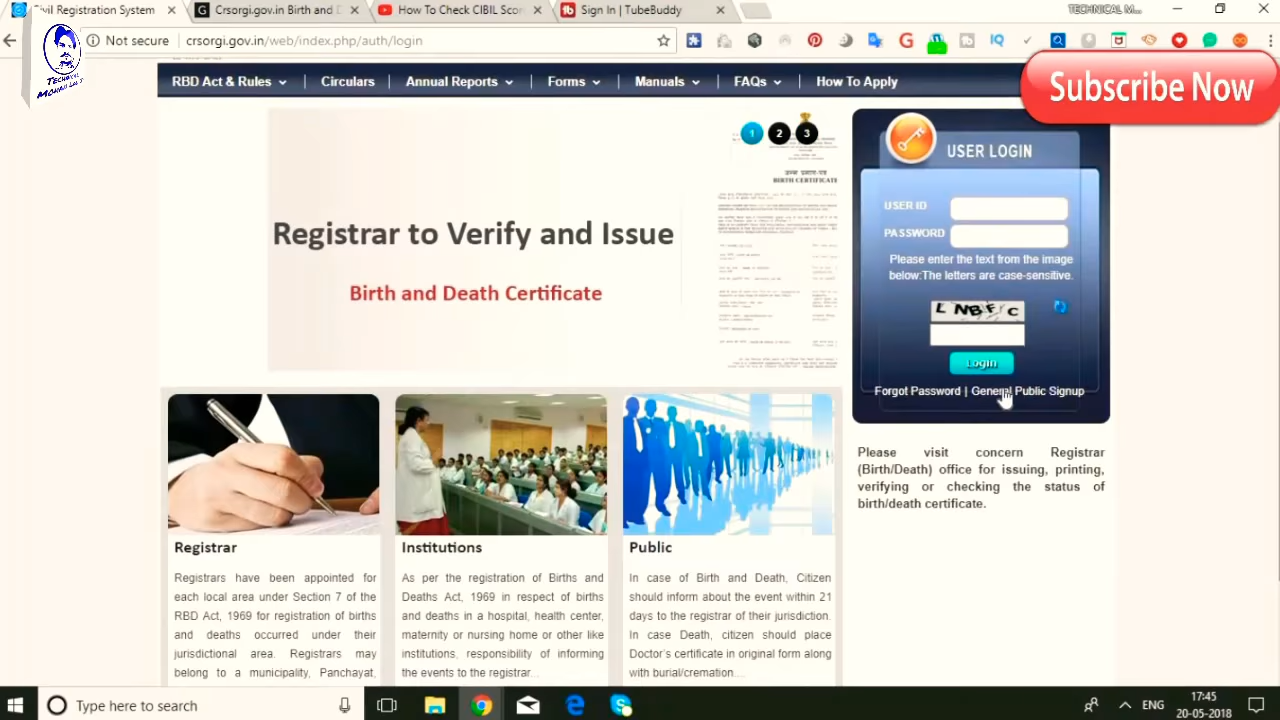 Civil Registration System
Crsorgi.gov.in Birth and D
How To Check CIBIL Scor
Sign In | TubeBuddy
TECHNICAL M...
Not secure
crsorgi.gov.in/web/index.php/auth/login
TECHNICAL
Subscribe Now
RBD Act & Rules
Circulars
Annual Reports
Forms
Manuals
FAQs
How To Apply
1 2 3
BIRTH CERTIFICATE
Registrar to Verify and Issue
Birth and Death Certificate
USER LOGIN
USER ID
PASSWORD
Please enter the text from the image
below:The letters are case-sensitive.
L NBF C
Login
Forgot Password | General Public Signup
Please visit concern Registrar
(Birth/Death) office for issuing, printing,
verifying or checking the status of
birth/death certificate.
Registrar
Registrars have been appointed for
each local area under Section 7 of the
RBD Act, 1969 for registration of births
and deaths occurred under their
jurisdictional area. Registrars may
belong to a municipality, Panchayat,
Institutions
As per the registration of Births and
Deaths Act, 1969 in respect of births
and deaths in a hospital, health center,
maternity or nursing home or other like
institutions, responsibility of informing
the events to the registrar...
Public
In case of Birth and Death, Citizen
should inform about the event within 21
days to the registrar of their jurisdiction.
In case Death, citizen should place
Doctor's certificate in original form along
with burial/cremation....
Type here to search
ENG
17:45
20-05-2018